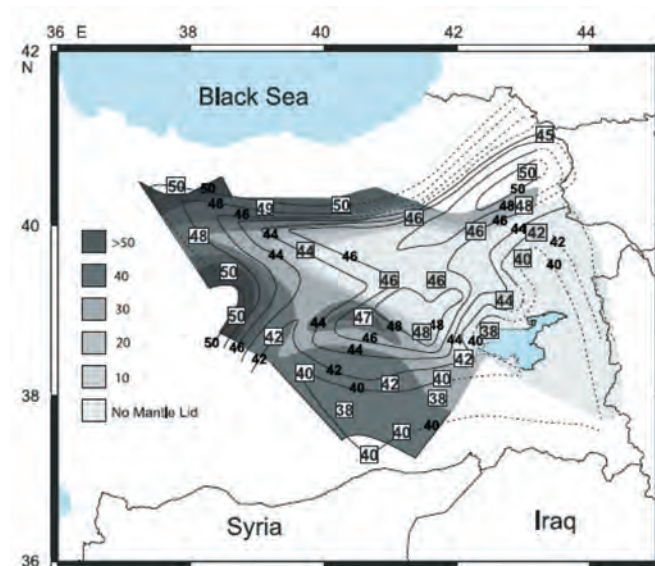 36 E 38 40 42 44
42
N
Black Sea
45
50
50 50 50
48 46 49 50 46 48 48
40 48 44 44 46 46 46 44 42 42
>50 44 40 40
40 50 46 46 44
30 50 44 47 48 48 48 38
20 50 46 42 46 44 44 40
38 42 42
10 40 38 40 42 40
No Mantle Lid 38 38
40 40
40
Syria
Iraq
36